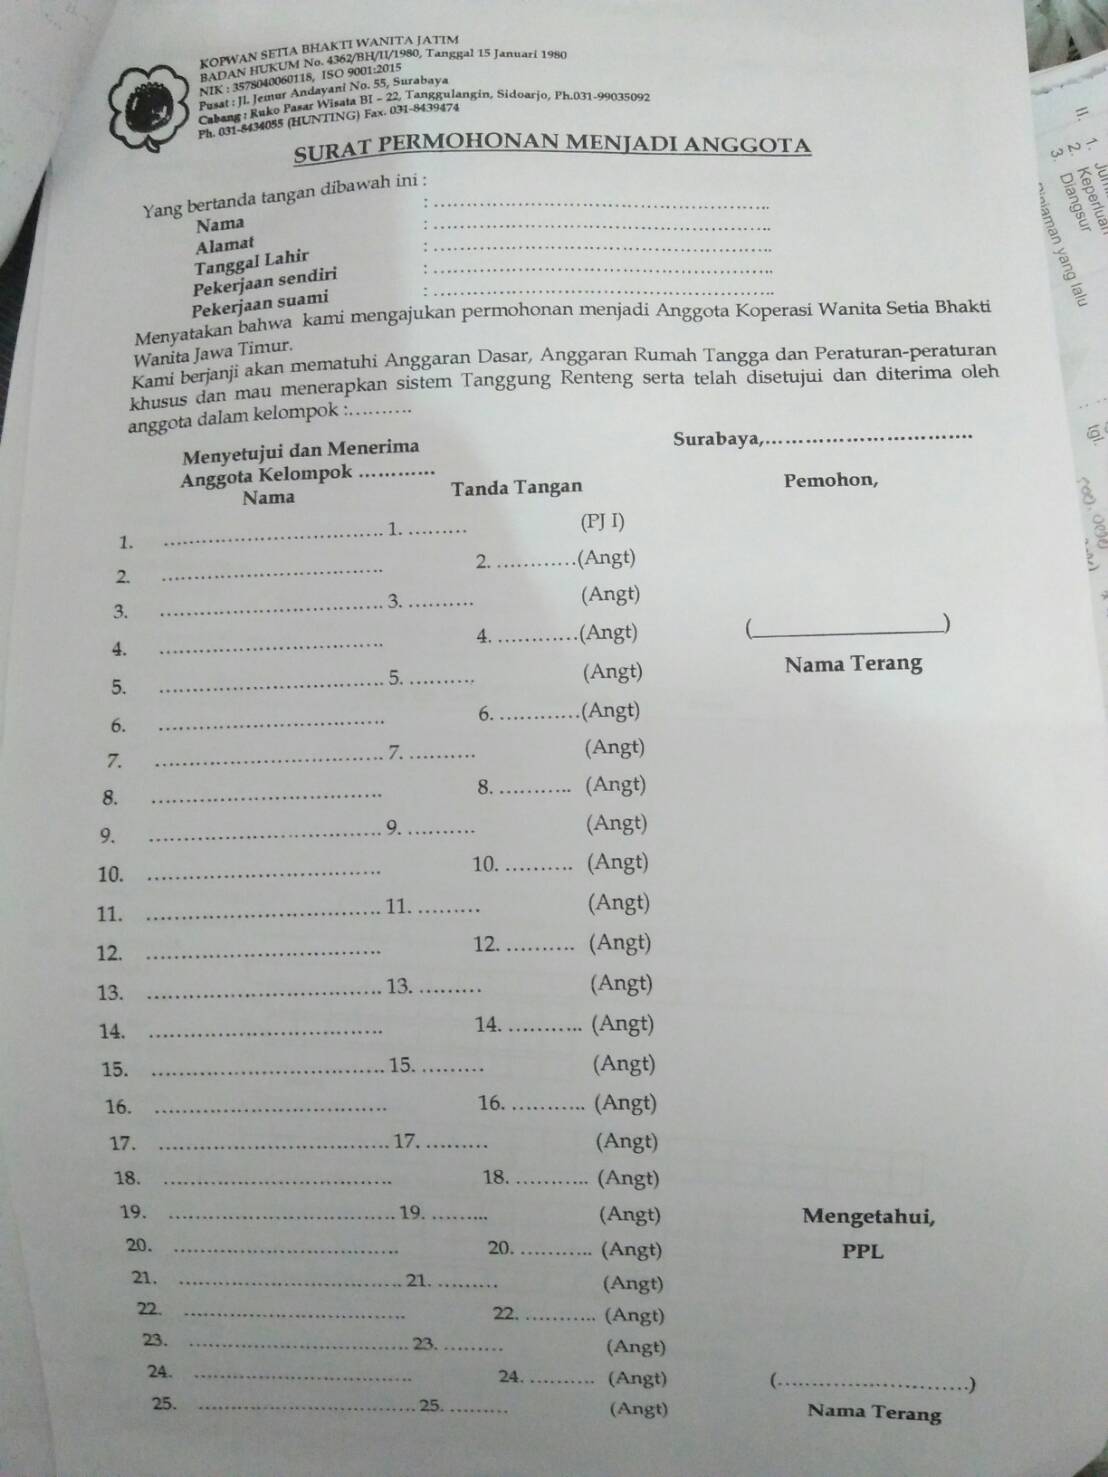 KOPWAN SETIA BHAKTI WANITA JATIM
BADAN HUKUM No. 4362/BH/II/1980, Tanggal 15 Januari 1980
NIK : 3578040060118, ISO 9001:2015
Pusat : Jl. Jemur Andayani No. 55, Surabaya
Cabang : Ruko Pasar Wisata BI - 22, Tanggulangin, Sidoarjo, Ph.031-99035092
Ph. 031-8434055 (HUNTING) Fax. 031-8439474
SURAT PERMOHONAN MENJADI ANGGOTA
Yang bertanda tangan dibawah ini :
Nama : ..................................................
Alamat : ..................................................
Tanggal Lahir : ..................................................
Pekerjaan sendiri : ..................................................
Pekerjaan suami : ..................................................
Menyatakan bahwa kami mengajukan permohonan menjadi Anggota Koperasi Wanita Setia Bhakti
Wanita Jawa Timur.
Kami berjanji akan mematuhi Anggaran Dasar, Anggaran Rumah Tangga dan Peraturan-peraturan
khusus dan mau menerapkan sistem Tanggung Renteng serta telah disetujui dan diterima oleh
anggota dalam kelompok :..........
Surabaya,................................
Menyetujui dan Menerima
Anggota Kelompok ............
Nama Tanda Tangan Pemohon,
1. .................................. 1. ......... (PJ I)
2. .................................. 2. ............(Angt)
3. .................................. 3. .......... (Angt)
4. .................................. 4. ............(Angt) (____________________)
5. .................................. 5. .......... (Angt) Nama Terang
6. .................................. 6. ............(Angt)
7. .................................. 7. .......... (Angt)
8. .................................. 8. ........... (Angt)
9. .................................. 9. .......... (Angt)
10. .................................. 10. .......... (Angt)
11. .................................. 11. ......... (Angt)
12. .................................. 12. .......... (Angt)
13. .................................. 13. ......... (Angt)
14. .................................. 14. ........... (Angt)
15. .................................. 15. ......... (Angt)
16. .................................. 16. ........... (Angt)
17. .................................. 17. ......... (Angt)
18. .................................. 18. ........... (Angt)
19. .................................. 19. ......... (Angt) Mengetahui,
20. .................................. 20. ........... (Angt) PPL
21. .................................. 21. ......... (Angt)
22. .................................. 22. ........... (Angt)
23. .................................. 23. ......... (Angt)
24. .................................. 24. .......... (Angt) (.............................)
25. .................................. 25. ......... (Angt) Nama Terang
II.
1.
2. Keperluan
3. Diangsur
yang lalu
tgl.